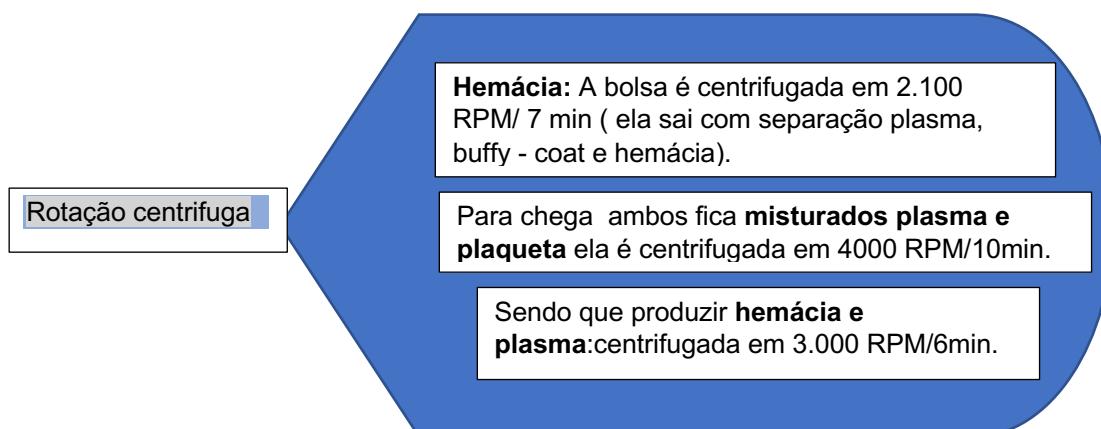 Rotação centrifuga
Hemácia: A bolsa é centrifugada em 2.100
RPM/ 7 min ( ela sai com separação plasma,
buffy - coat e hemácia).
Para chega  ambos fica misturados plasma e
plaqueta ela é centrifugada em 4000 RPM/10min.
Sendo que produzir hemácia e
plasma:centrifugada em 3.000 RPM/6min.